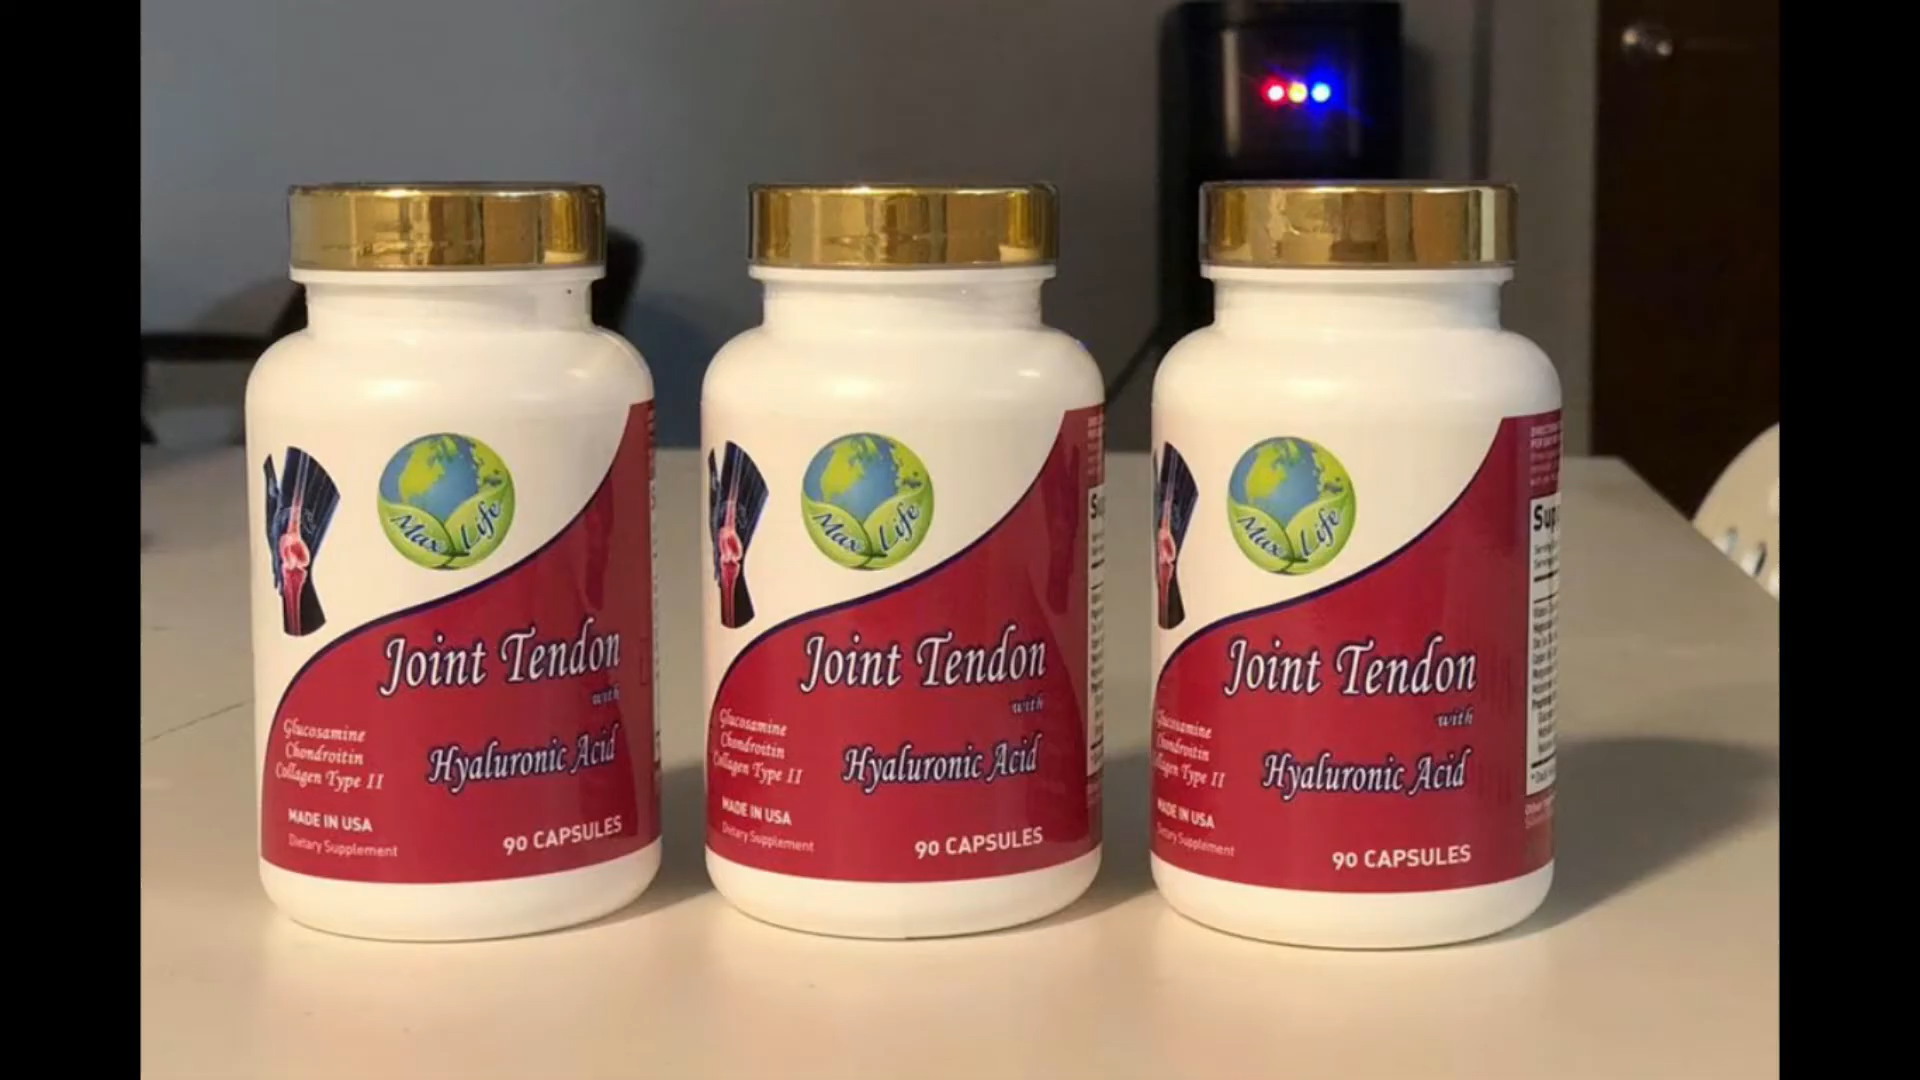 Max Life
Joint Tendon
with
Hyaluronic Acid
Glucosamine
Chondroitin
Collagen Type II
MADE IN USA
Dietary Supplement
90 CAPSULES
Max Life
Joint Tendon
with
Hyaluronic Acid
Glucosamine
Chondroitin
Collagen Type II
MADE IN USA
Dietary Supplement
90 CAPSULES
Max Life
Joint Tendon
with
Hyaluronic Acid
Glucosamine
Chondroitin
Collagen Type II
MADE IN USA
Dietary Supplement
90 CAPSULES